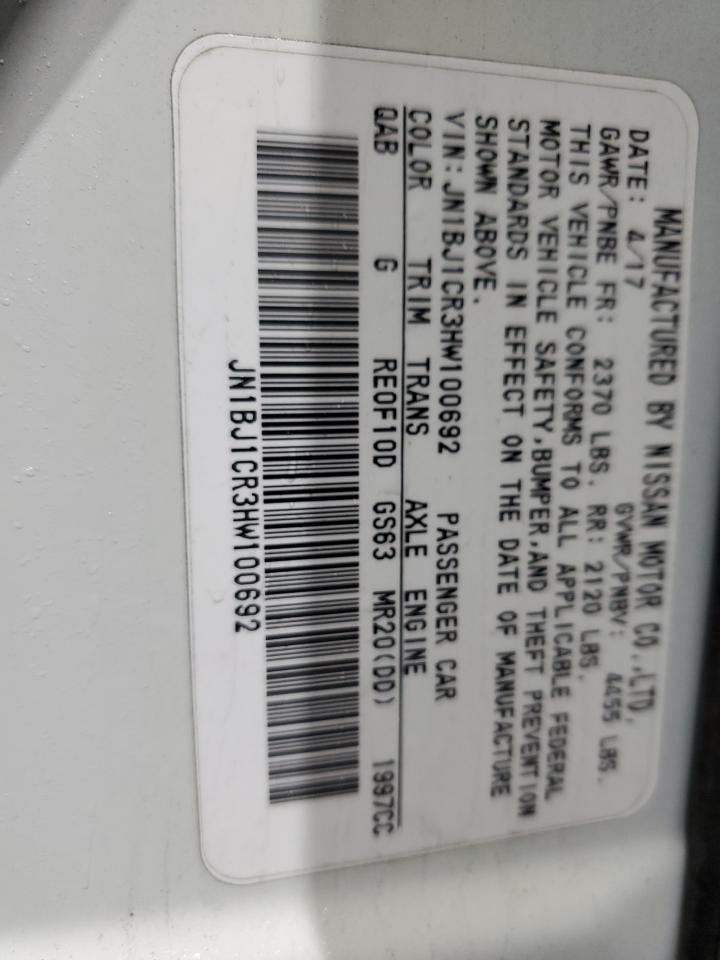 MANUFACTURED BY NISSAN MOTOR CO.,LTD.
DATE: 4/17 GVWR/PNBV: 4455 LBS.
GAWR/PNBE FR: 2370 LBS. RR: 2120 LBS.
THIS VEHICLE CONFORMS TO ALL APPLICABLE FEDERAL
MOTOR VEHICLE SAFETY,BUMPER,AND THEFT PREVENTION
STANDARDS IN EFFECT ON THE DATE OF MANUFACTURE
SHOWN ABOVE.
VIN: JN1BJ1CR3HW100692 PASSENGER CAR
COLOR TRIM TRANS AXLE ENGINE
QAB G RE0F10D GS63 MR20(DD) 1997CC
JN1BJ1CR3HW100692